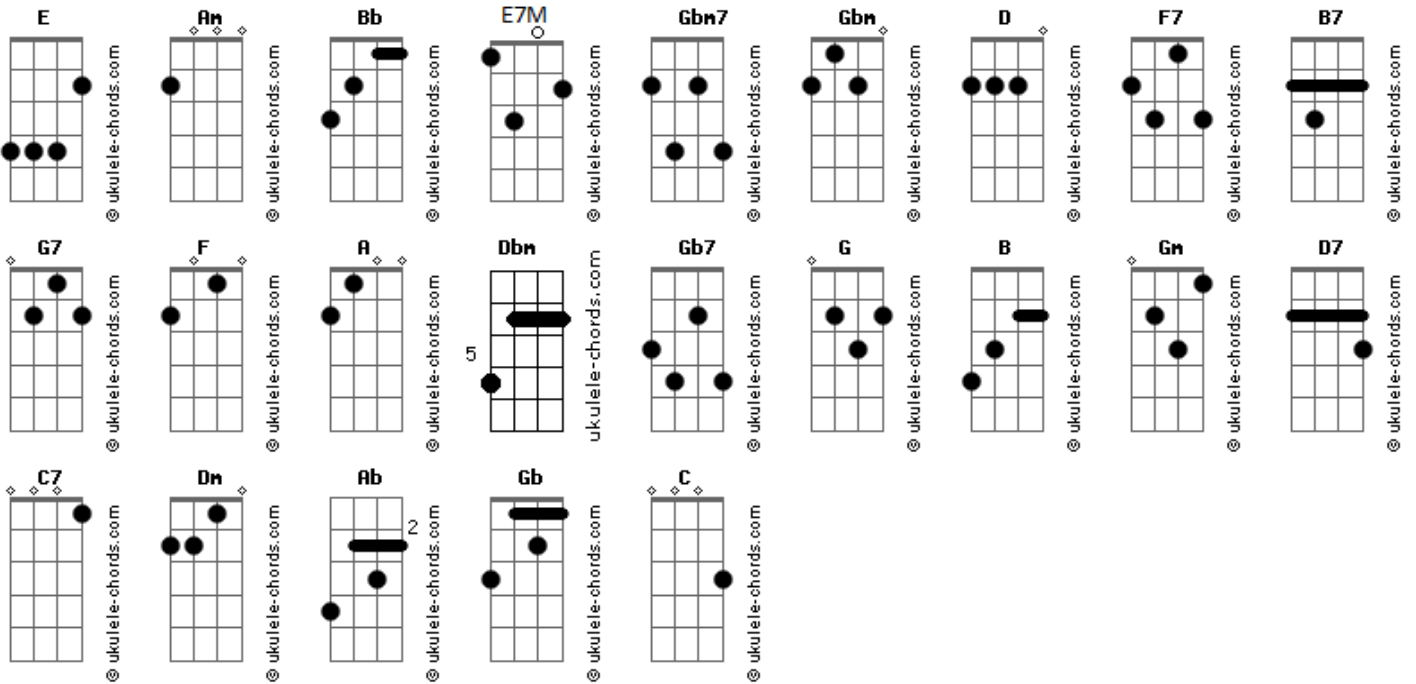 E Am Bb E7M Gbm7 Gbm D F7 B7
© ukulele-chords.com © ukulele-chords.com © ukulele-chords.com © ukulele-chords.com © ukulele-chords.com © ukulele-chords.com © ukulele-chords.com © ukulele-chords.com © ukulele-chords.com
G7 F A Dbm Gb7 G B Gm D7
5
© ukulele-chords.com © ukulele-chords.com © ukulele-chords.com ukulele-chords.com © ukulele-chords.com © ukulele-chords.com © ukulele-chords.com © ukulele-chords.com © ukulele-chords.com
C7 Dm Ab Gb C
2
© ukulele-chords.com © ukulele-chords.com © ukulele-chords.com © ukulele-chords.com © ukulele-chords.com